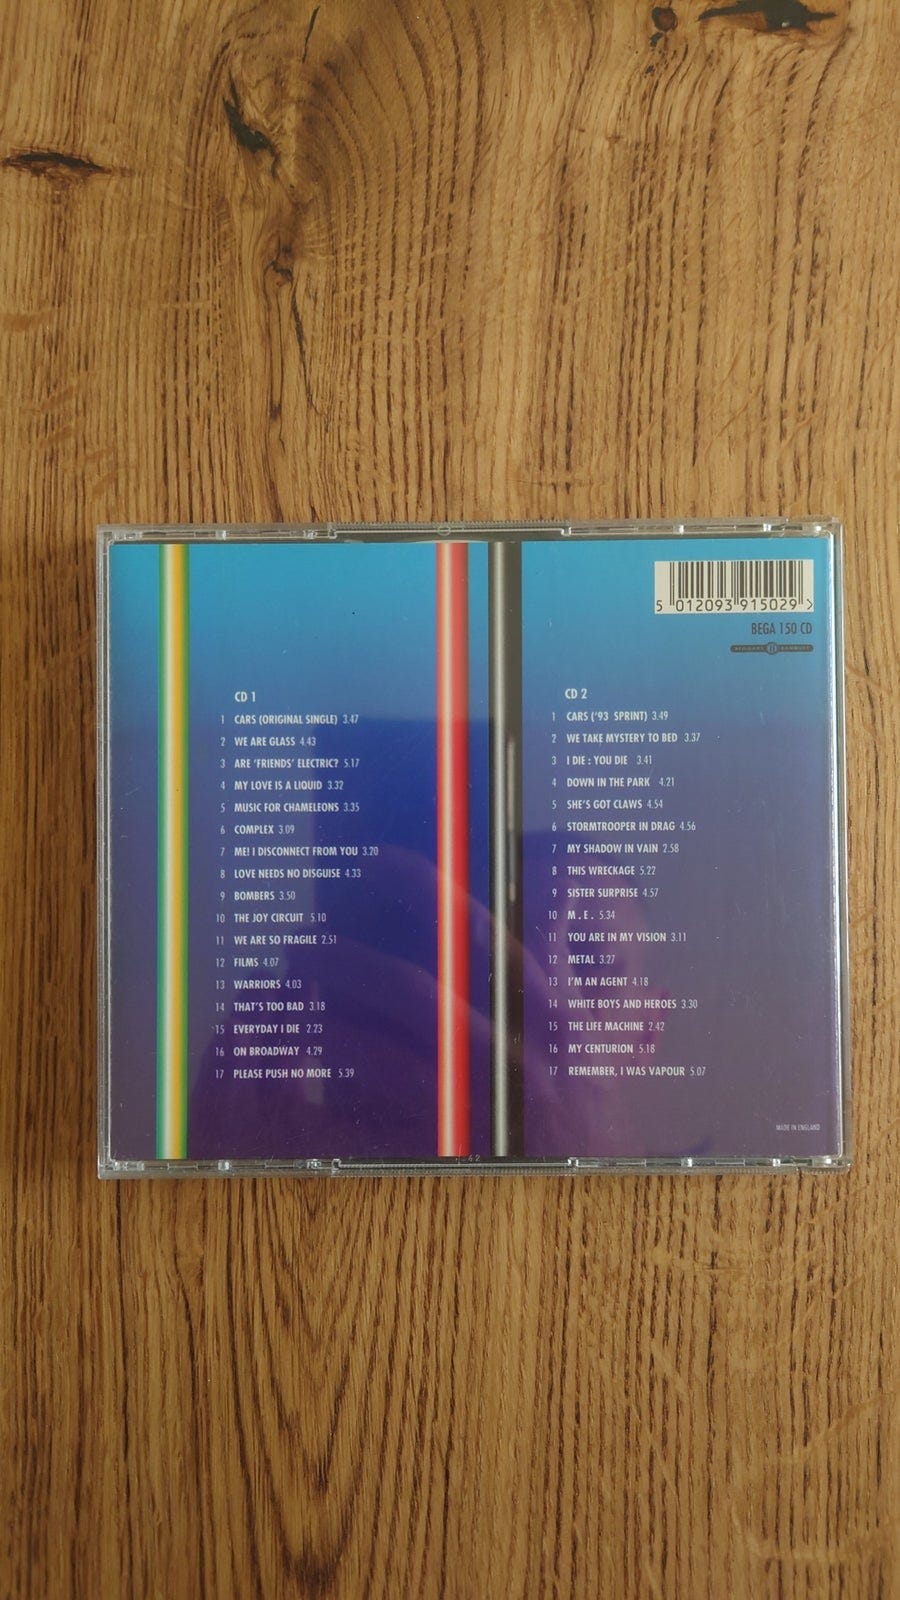 5 012093 915029 >
BEGA 150 CD
BEGGARS BANQUET
CD 1
1 CARS (ORIGINAL SINGLE) 3.47
2 WE ARE GLASS 4.43
3 ARE 'FRIENDS' ELECTRIC? 5.17
4 MY LOVE IS A LIQUID 3.32
5 MUSIC FOR CHAMELEONS 3.35
6 COMPLEX 3.09
7 ME! I DISCONNECT FROM YOU 3.20
8 LOVE NEEDS NO DISGUISE 4.33
9 BOMBERS 3.50
10 THE JOY CIRCUIT 5.10
11 WE ARE SO FRAGILE 2.51
12 FILMS 4.07
13 WARRIORS 4.03
14 THAT'S TOO BAD 3.18
15 EVERYDAY I DIE 2.23
16 ON BROADWAY 4.29
17 PLEASE PUSH NO MORE 5.39
CD 2
1 CARS ('93 SPRINT) 3.49
2 WE TAKE MYSTERY TO BED 3.37
3 I DIE : YOU DIE 3.41
4 DOWN IN THE PARK 4.21
5 SHE'S GOT CLAWS 4.54
6 STORMTROOPER IN DRAG 4.56
7 MY SHADOW IN VAIN 2.58
8 THIS WRECKAGE 5.22
9 SISTER SURPRISE 4.57
10 M . E . 5.34
11 YOU ARE IN MY VISION 3.11
12 METAL 3.27
13 I'M AN AGENT 4.18
14 WHITE BOYS AND HEROES 3.30
15 THE LIFE MACHINE 2.42
16 MY CENTURION 5.18
17 REMEMBER, I WAS VAPOUR 5.07
MADE IN ENGLAND